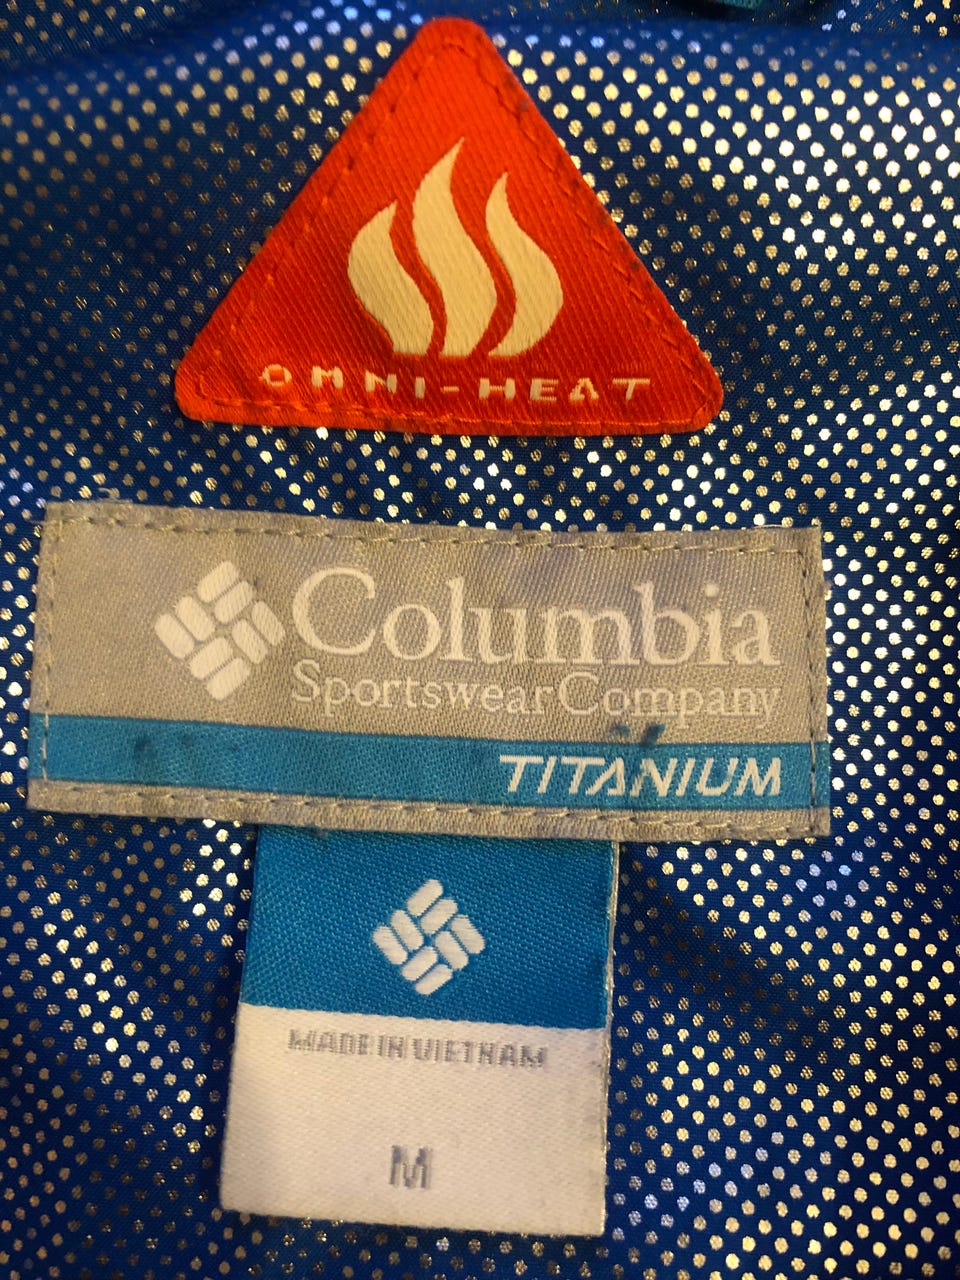 OMNI-HEAT
Columbia
Sportswear Company
TITANIUM
MADE IN VIETNAM
M